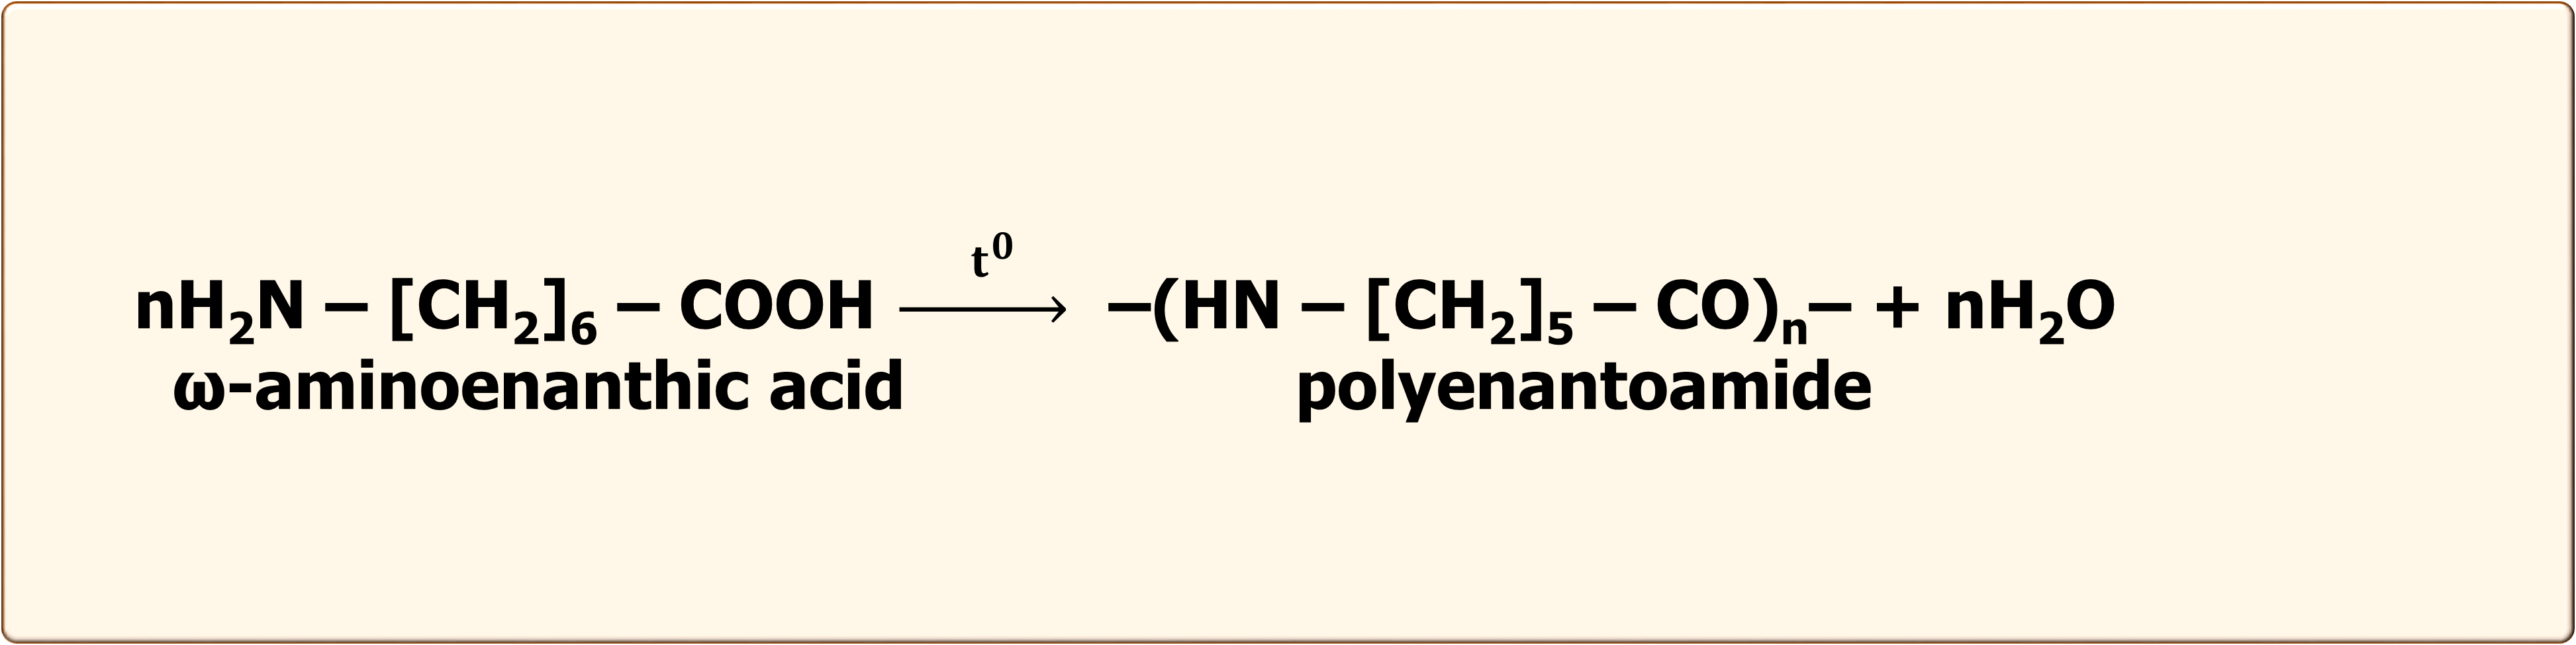 t⁰
nH₂N – [CH₂]₆ – COOH ⟶ –(HN – [CH₂]₅ – CO)ₙ– + nH₂O
ω-aminoenanthic acid polyenantoamide